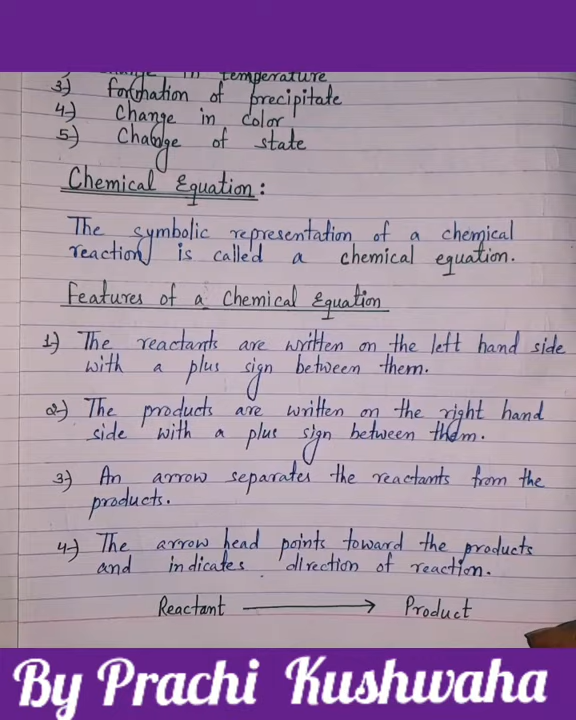 in temperature
3-) formation of precipitate
4-) Change in color
5-) Change of state
Chemical Equation:
The symbolic representation of a chemical
reaction is called a chemical equation.
Features of a Chemical Equation
1-) The reactants are written on the left hand side
with a plus sign between them.
2-) The products are written on the right hand
side with a plus sign between them.
3-) An arrow separates the reactants from the
products.
4-) The arrow head points toward the products
and indicates direction of reaction.
Reactant ⟶ Product
By Prachi Kushwaha